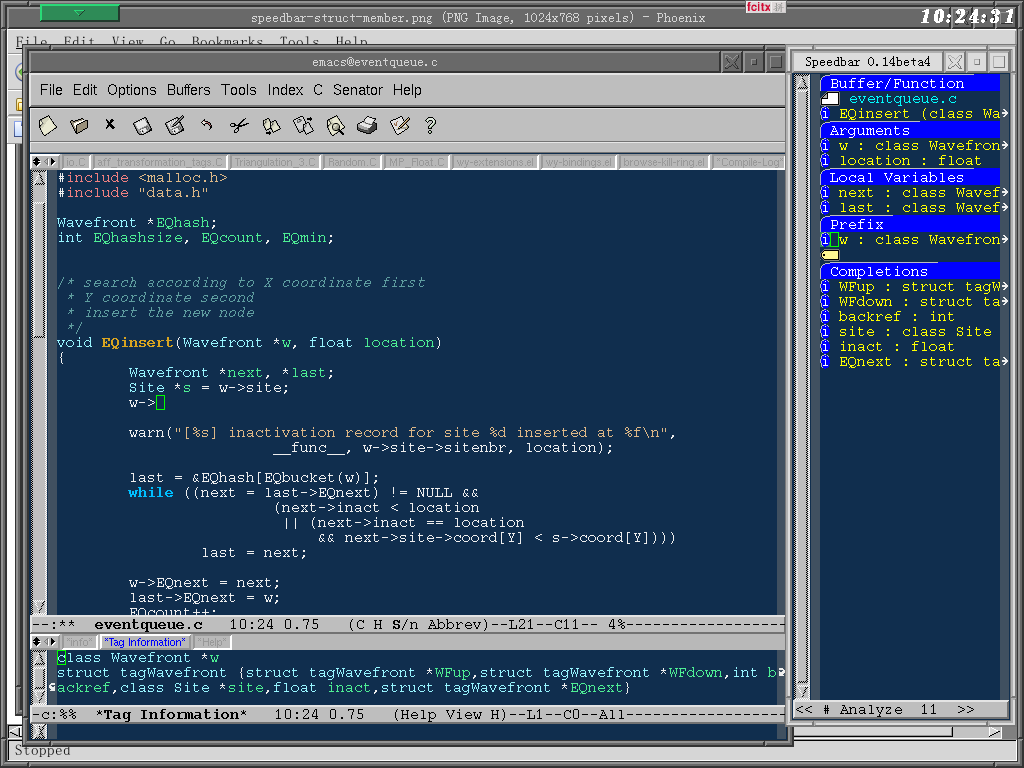 speedbar-struct-member.png (PNG Image, 1024x768 pixels) - Phoenix
fcitx
10:24:31
File Edit View Go Bookmarks Tools Help
emacs@eventqueue.c
File Edit Options Buffers Tools Index C Senator Help
io.C aff_transformation_tags.C Triangulation_3.C Random.C MP_Float.C wy-extensions.el wy-bindings.el browse-kill-ring.el *Compile-Log*
#include <malloc.h>
#include "data.h"
Wavefront *EQhash;
int EQhashsize, EQcount, EQmin;
/* search according to X coordinate first
* Y coordinate second
* insert the new node
*/
void EQinsert(Wavefront *w, float location)
{
Wavefront *next, *last;
Site *s = w->site;
w->
warn("[%s] inactivation record for site %d inserted at %f\n",
__func__, w->site->sitenbr, location);
last = &EQhash[EQbucket(w)];
while ((next = last->EQnext) != NULL &&
(next->inact < location
|| (next->inact == location
&& next->site->coord[Y] < s->coord[Y])))
last = next;
w->EQnext = next;
last->EQnext = w;
EQcount++;
--:** eventqueue.c 10:24 0.75 (C H S/n Abbrev)--L21--C11-- 4%------------------
*info* *Tag Information* *Help*
class Wavefront *w
struct tagWavefront {struct tagWavefront *WFup,struct tagWavefront *WFdown,int b
ackref,class Site *site,float inact,struct tagWavefront *EQnext}
-c:%% *Tag Information* 10:24 0.75 (Help View H)--L1--C0--All------------------
Speedbar 0.14beta4
Buffer/Function
eventqueue.c
i EQinsert (class Wa
Arguments
i w : class Wavefron
i location : float
Local Variables
i next : class Wavef
i last : class Wavef
Prefix
i w : class Wavefron
Completions
i WFup : struct tagW
i WFdown : struct ta
i backref : int
i site : class Site
i inact : float
i EQnext : struct ta
<< # Analyze 11 >>
Stopped